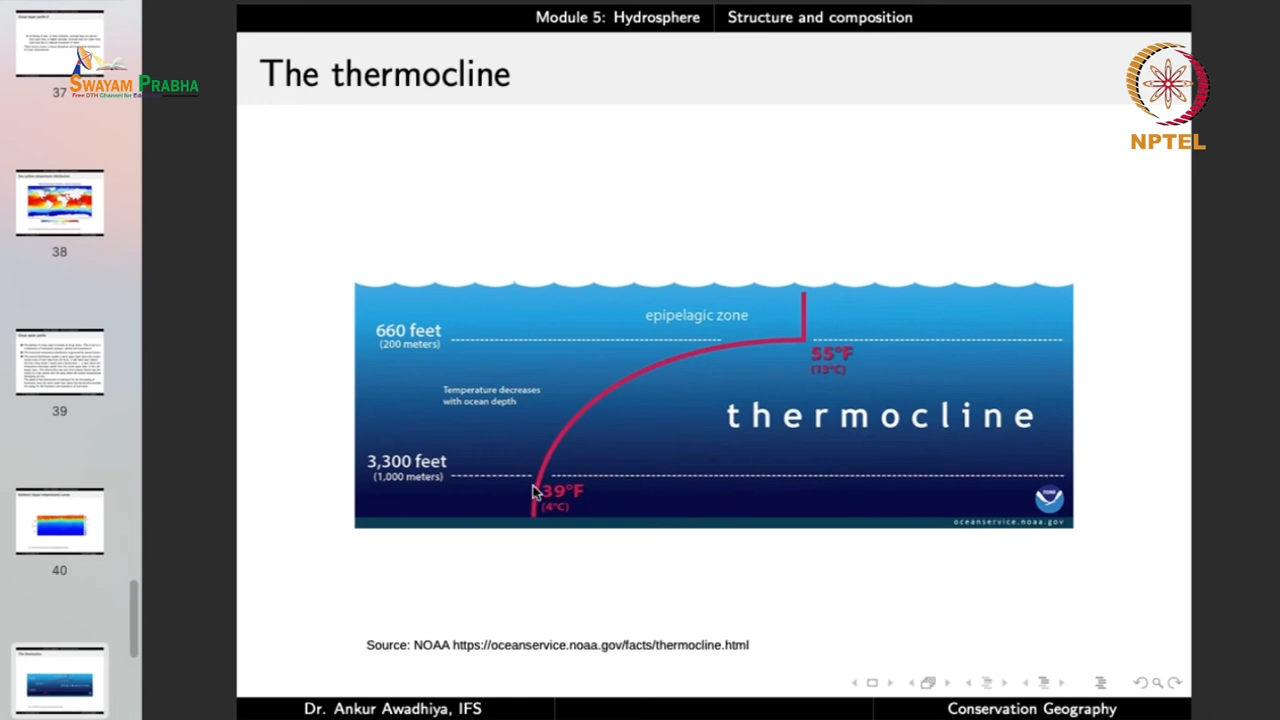 Module 5: Hydrosphere
Structure and composition
The thermocline
SWAYAM PRABHA
37
NPTEL
38
39
40
epipelagic zone
660 feet
(200 meters)
55°F
(13°C)
Temperature decreases
with ocean depth
thermocline
3,300 feet
(1,000 meters)
39°F
(4°C)
oceanservice.noaa.gov
Source: NOAA https://oceanservice.noaa.gov/facts/thermocline.html
Dr. Ankur Awadhiya, IFS
Conservation Geography